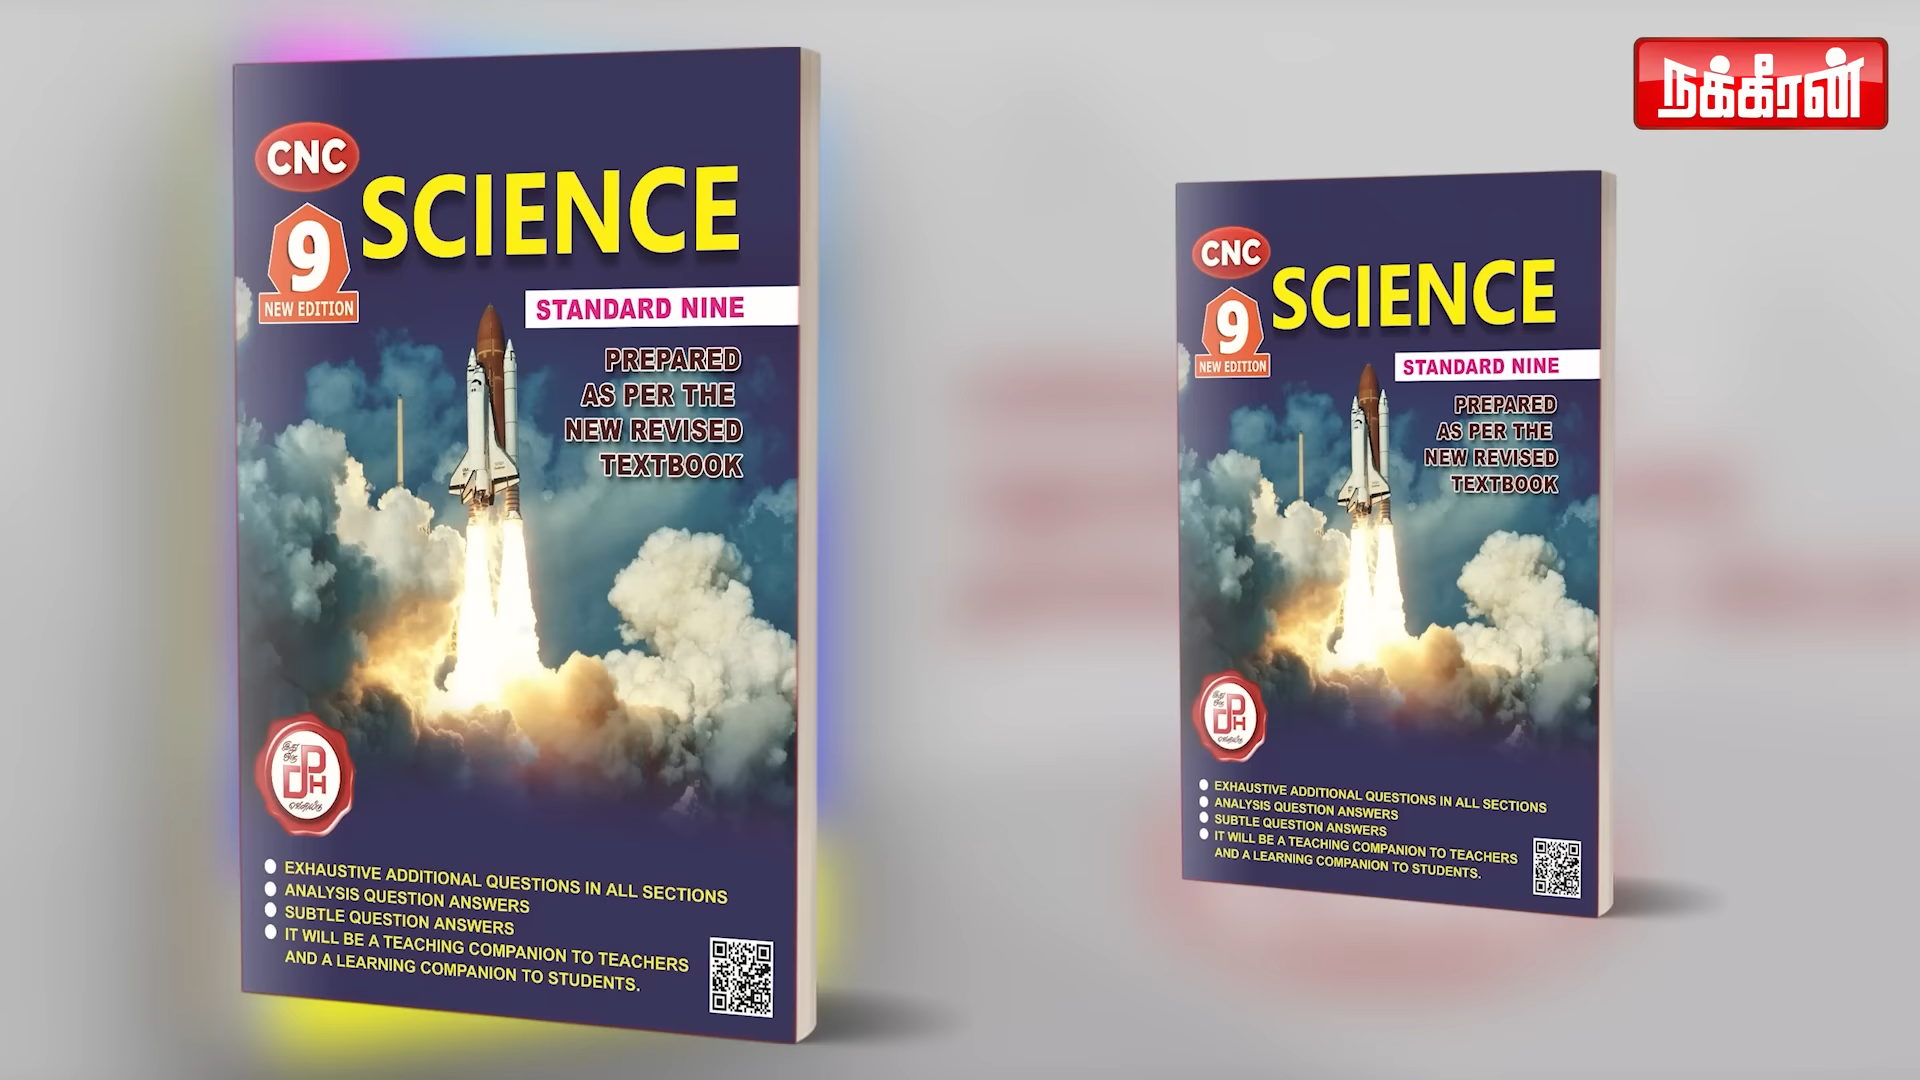 CNC
SCIENCE
9
NEW EDITION
STANDARD NINE
PREPARED
AS PER THE
NEW REVISED
TEXTBOOK
EXHAUSTIVE ADDITIONAL QUESTIONS IN ALL SECTIONS
ANALYSIS QUESTION ANSWERS
SUBTLE QUESTION ANSWERS
IT WILL BE A TEACHING COMPANION TO TEACHERS
AND A LEARNING COMPANION TO STUDENTS.
நக்கீரன்
CNC
SCIENCE
9
NEW EDITION
STANDARD NINE
PREPARED
AS PER THE
NEW REVISED
TEXTBOOK
EXHAUSTIVE ADDITIONAL QUESTIONS IN ALL SECTIONS
ANALYSIS QUESTION ANSWERS
SUBTLE QUESTION ANSWERS
IT WILL BE A TEACHING COMPANION TO TEACHERS
AND A LEARNING COMPANION TO STUDENTS.